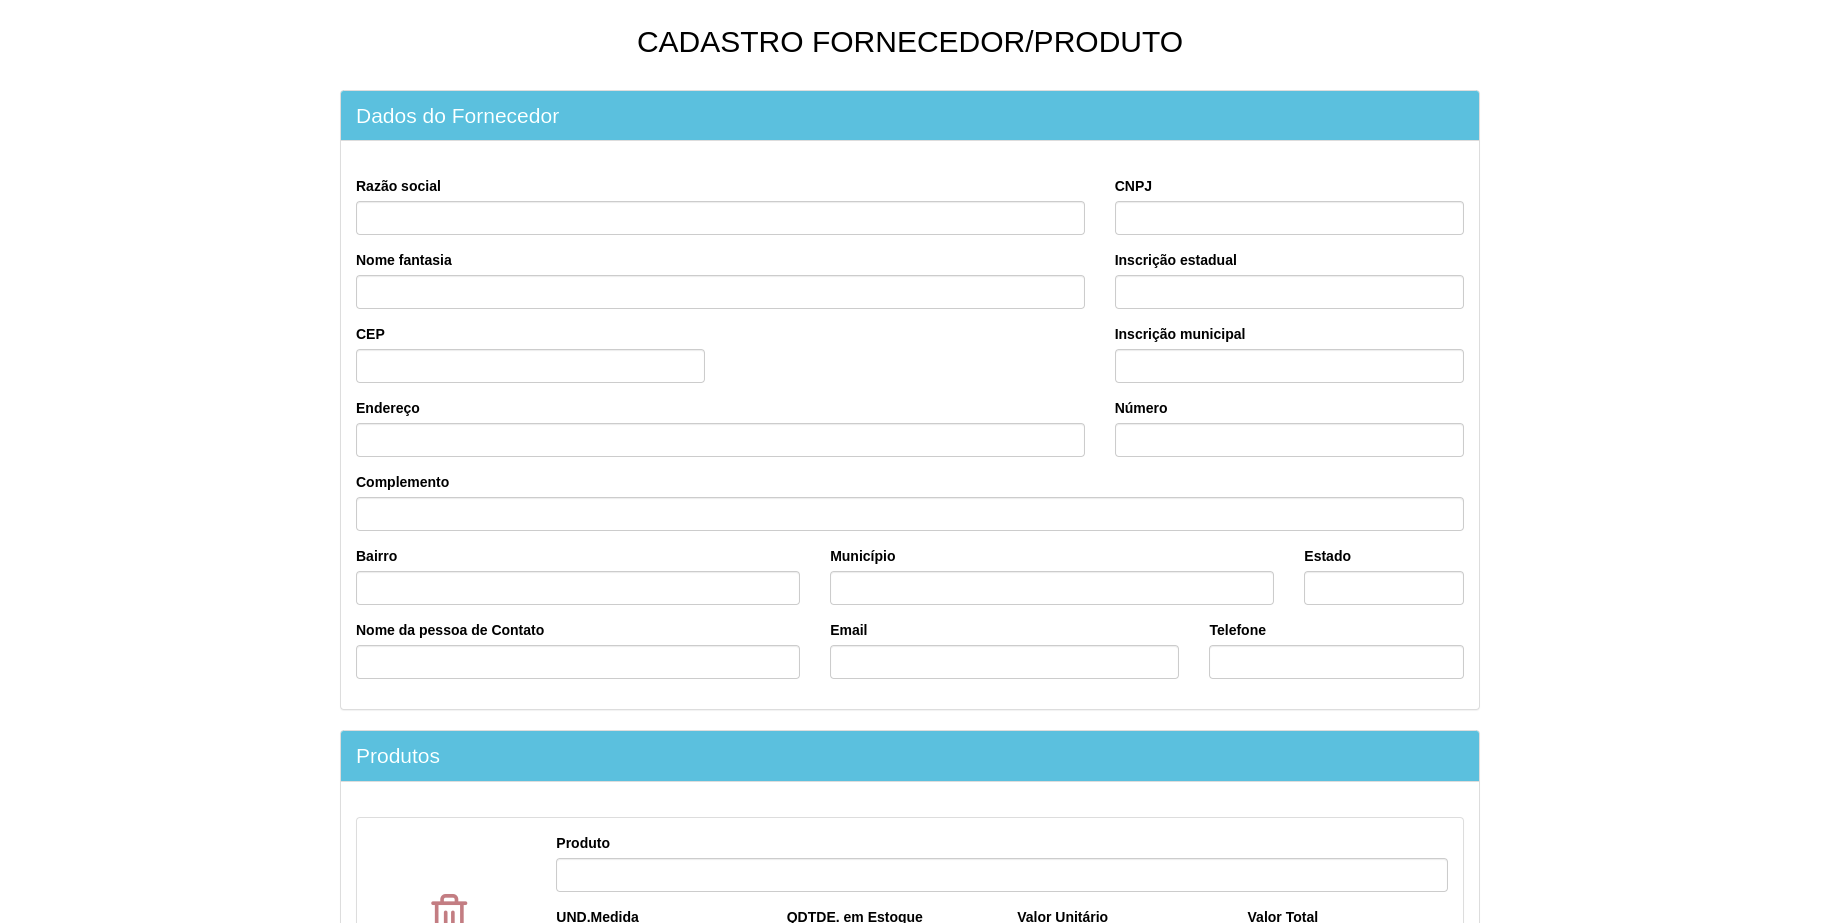 CADASTRO FORNECEDOR/PRODUTO
Dados do Fornecedor
Razão social CNPJ
Nome fantasia Inscrição estadual
CEP Inscrição municipal
Endereço Número
Complemento
Bairro Município Estado
Nome da pessoa de Contato Email Telefone
Produtos
Produto
UND.Medida QDTDE. em Estoque Valor Unitário Valor Total